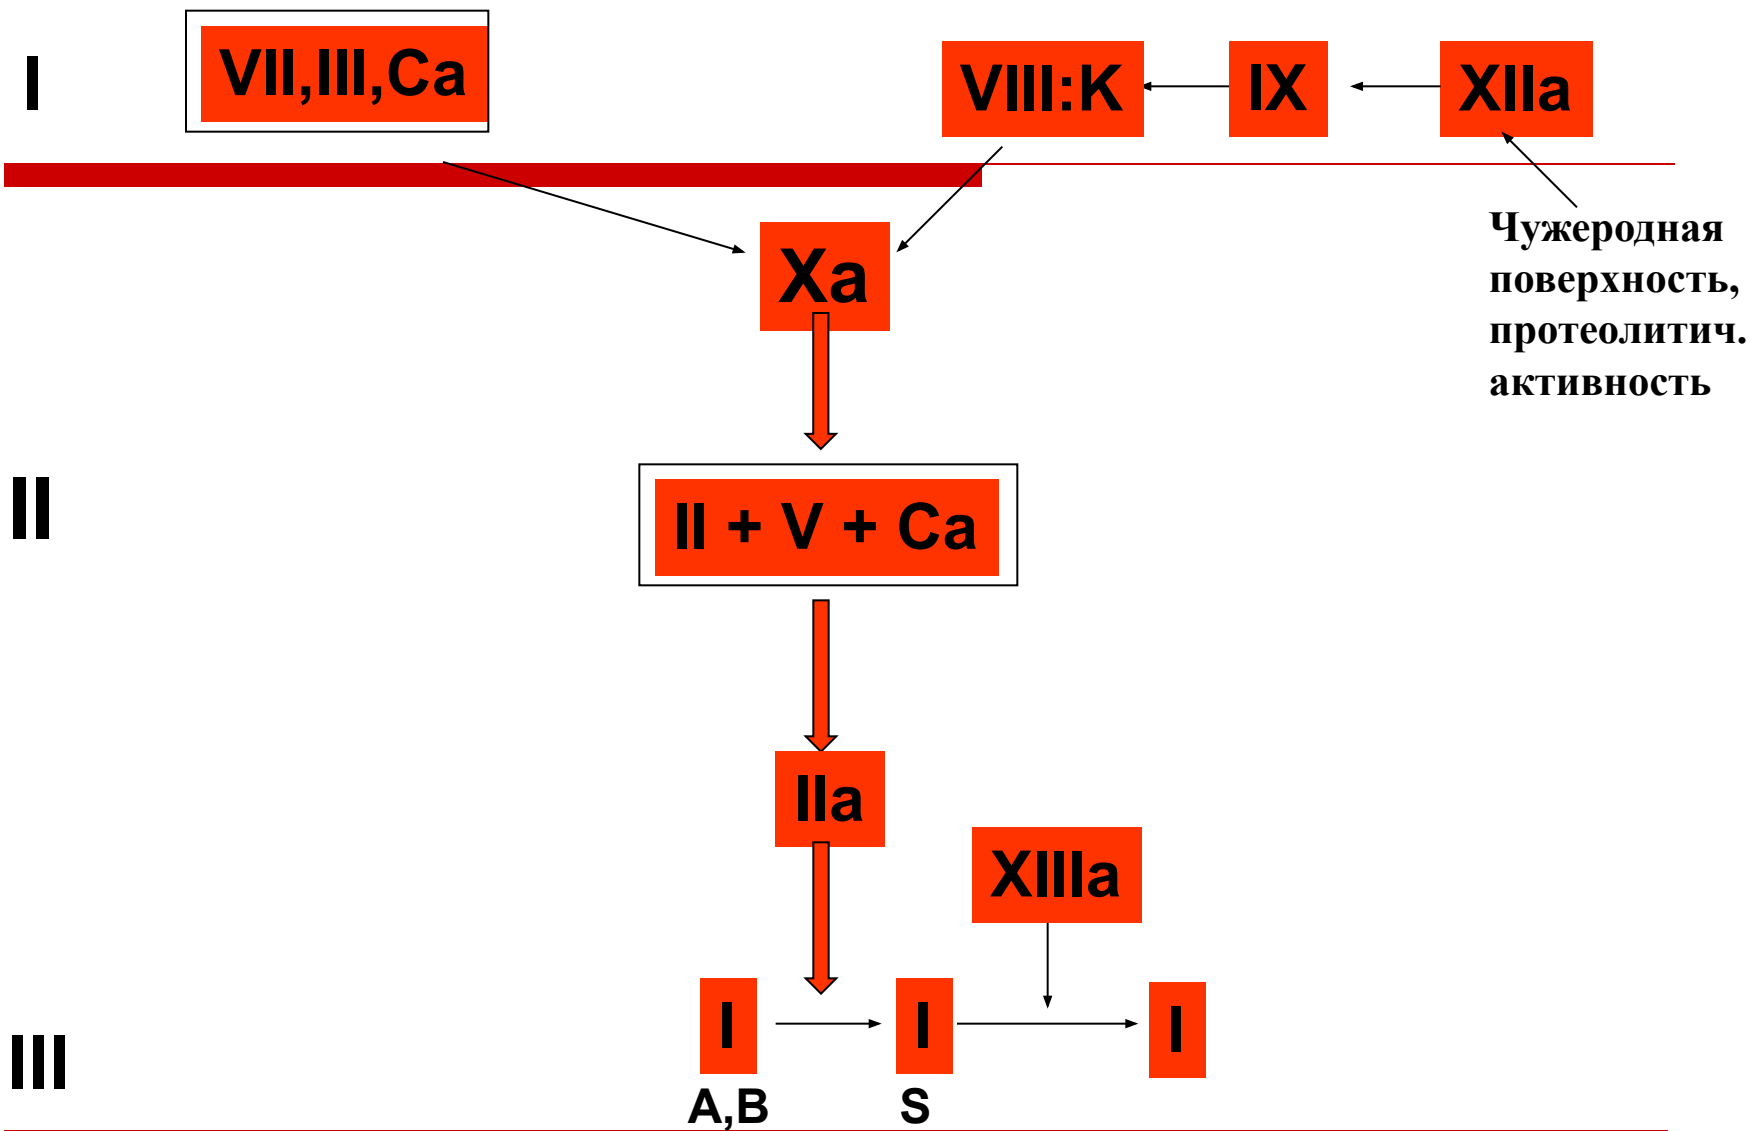 I
VII,III,Ca
VIII:K
IX
XIIa
Чужеродная
поверхность,
протеолитич.
активность
Xa
II
II + V + Ca
IIa
XIIIa
I
I
I
III
A,B
S